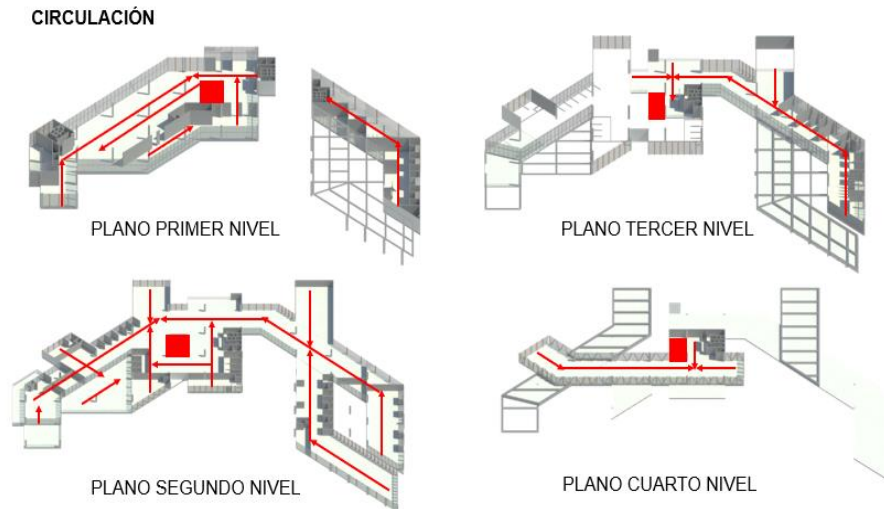 CIRCULACIÓN
PLANO PRIMER NIVEL
PLANO TERCER NIVEL
PLANO SEGUNDO NIVEL
PLANO CUARTO NIVEL